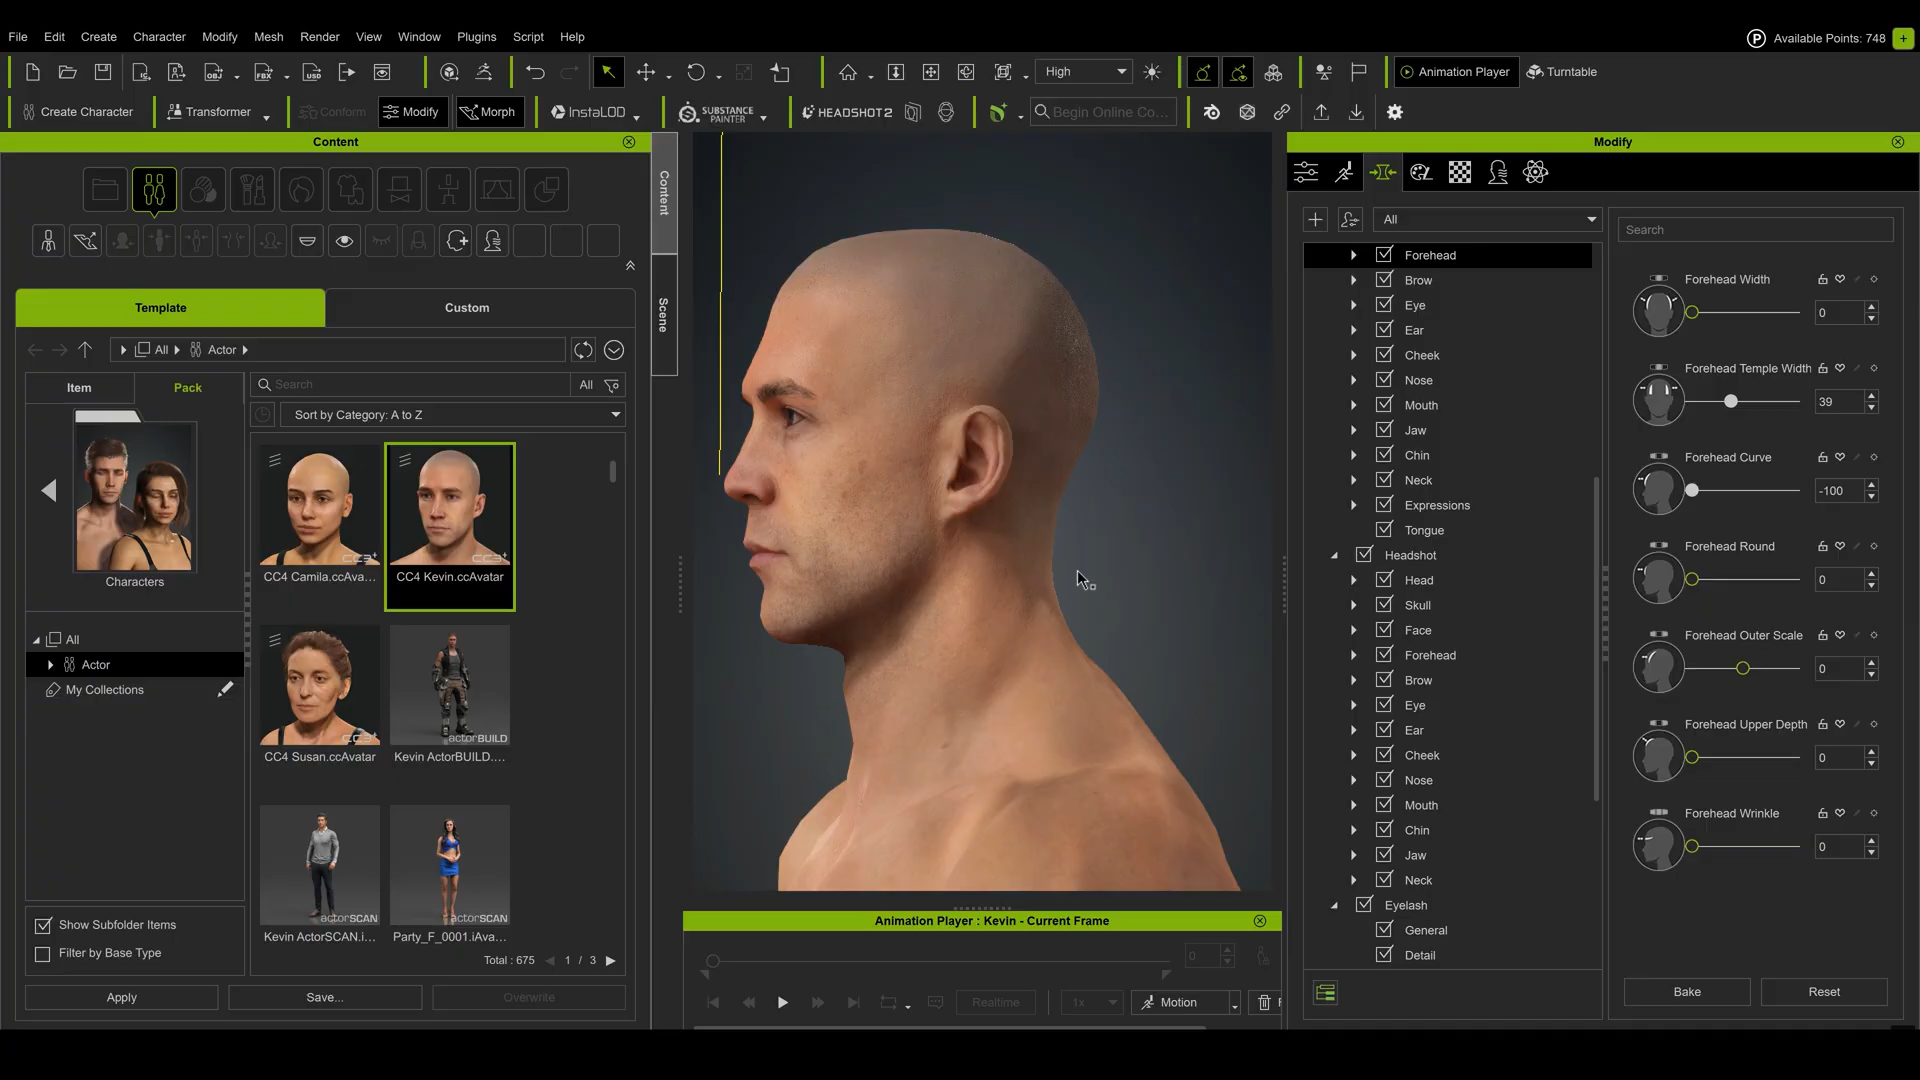 File Edit Create Character Modify Mesh Render View Window Plugins Script Help
Available Points: 748 +
High
Animation Player
Turntable
Create Character
Transformer
Conform
Modify
Morph
InstaLOD
SUBSTANCE PAINTER
HEADSHOT2
Begin Online Co...
Content
Template
Custom
All
Actor
Item
Pack
Search
All
Sort by Category: A to Z
Characters
CC4 Camila.ccAva...
CC4 Kevin.ccAvatar
CC4 Susan.ccAvatar
actorBUILD
Kevin ActorBUILD....
actorSCAN
Kevin ActorSCAN.i...
actorSCAN
Party_F_0001.iAva...
All
Actor
My Collections
Show Subfolder Items
Filter by Base Type
Total : 675
1 / 3
Apply
Save...
Overwrite
Content
Scene
Animation Player : Kevin - Current Frame
0
Realtime
1x
Motion
Modify
All
Forehead
Brow
Eye
Ear
Cheek
Nose
Mouth
Jaw
Chin
Neck
Expressions
Tongue
Headshot
Head
Skull
Face
Forehead
Brow
Eye
Ear
Cheek
Nose
Mouth
Chin
Jaw
Neck
Eyelash
General
Detail
Search
Forehead Width
0
Forehead Temple Width
39
Forehead Curve
-100
Forehead Round
0
Forehead Outer Scale
0
Forehead Upper Depth
0
Forehead Wrinkle
0
Bake
Reset